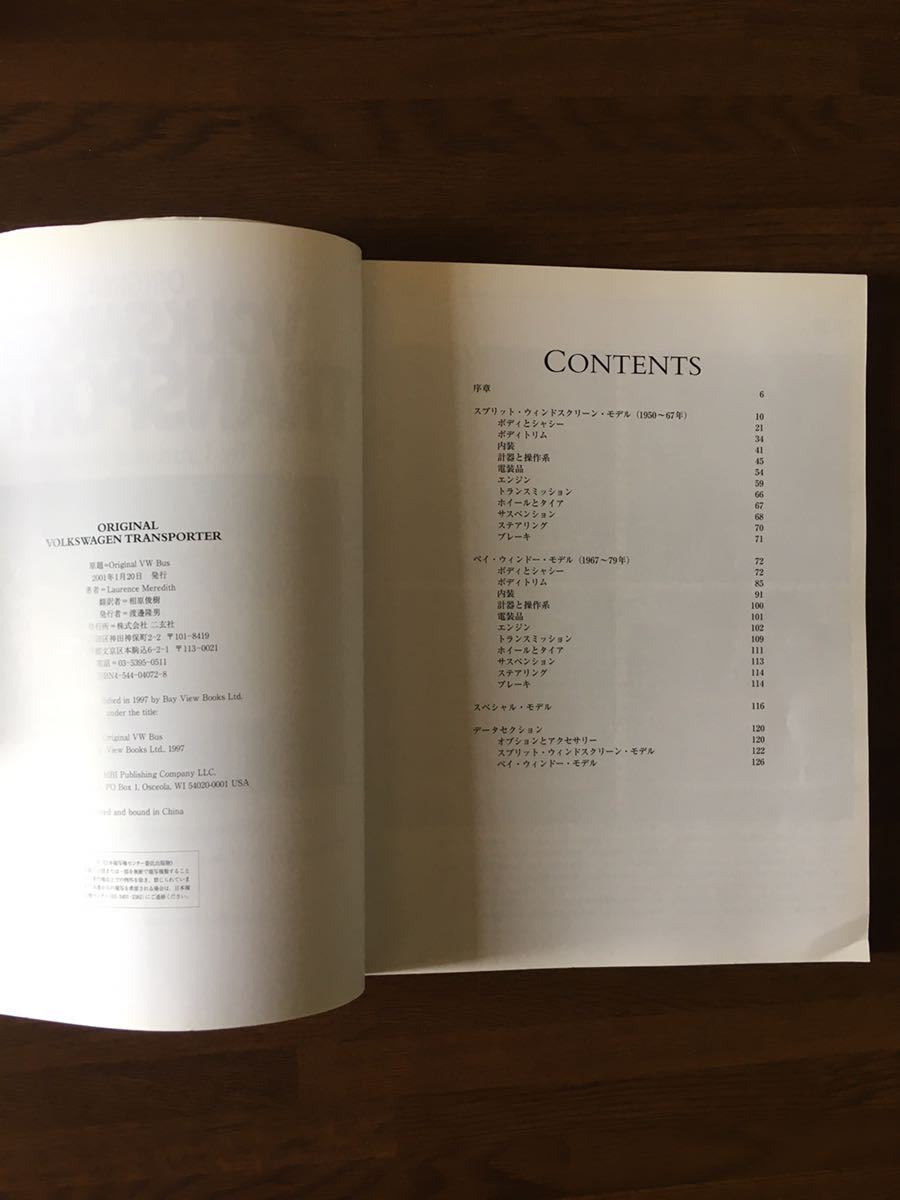 ORIGINAL
VOLKSWAGEN TRANSPORTER
原題=Original VW Bus
2001年1月20日 発行
著者=Laurence Meredith
翻訳者=相原俊樹
発行者=渡邊隆男
発行所=株式会社 二玄社
区神田神保町2-2 〒101-8419
文京区本駒込6-2-1 〒113-0021
電話=03-5395-0511
ISBN4-544-04072-8
in 1997 by Bay View Books Ltd.
under the title:
Original VW Bus
View Books Ltd., 1997
MBI Publishing Company LLC,
PO Box 1, Osceola, WI 54020-0001 USA
and bound in China
CONTENTS
序章 6
スプリット・ウィンドスクリーン・モデル（1950〜67年） 10
ボディとシャシー 21
ボディトリム 34
内装 41
計器と操作系 45
電装品 54
エンジン 59
トランスミッション 66
ホイールとタイア 67
サスペンション 68
ステアリング 70
ブレーキ 71
ベイ・ウィンドー・モデル（1967〜79年） 72
ボディとシャシー 72
ボディトリム 85
内装 91
計器と操作系 100
電装品 101
エンジン 102
トランスミッション 109
ホイールとタイア 111
サスペンション 113
ステアリング 114
ブレーキ 114
スペシャル・モデル 116
データセクション 120
オプションとアクセサリー 120
スプリット・ウィンドスクリーン・モデル 122
ベイ・ウィンドー・モデル 126